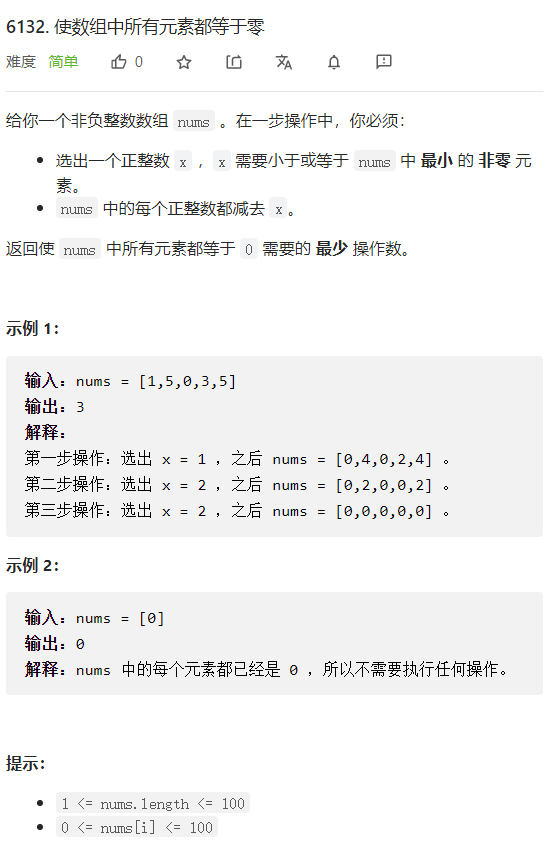 6132. 使数组中所有元素都等于零
难度 简单 0
给你一个非负整数数组 nums 。在一步操作中，你必须：
• 选出一个正整数 x ，x 需要小于或等于 nums 中 最小 的 非零 元
素。
• nums 中的每个正整数都减去 x。
返回使 nums 中所有元素都等于 0 需要的 最少 操作数。
示例 1：
输入：nums = [1,5,0,3,5]
输出：3
解释：
第一步操作：选出 x = 1 ，之后 nums = [0,4,0,2,4] 。
第二步操作：选出 x = 2 ，之后 nums = [0,2,0,0,2] 。
第三步操作：选出 x = 2 ，之后 nums = [0,0,0,0,0] 。
示例 2：
输入：nums = [0]
输出：0
解释：nums 中的每个元素都已经是 0 ，所以不需要执行任何操作。
提示：
• 1 <= nums.length <= 100
• 0 <= nums[i] <= 100